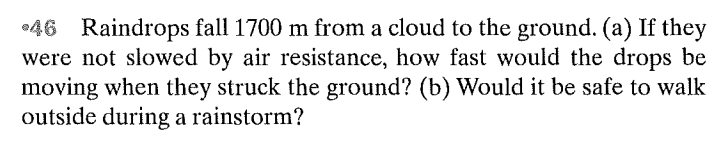 •46 Raindrops fall 1700 m from a cloud to the ground. (a) If they
were not slowed by air resistance, how fast would the drops be
moving when they struck the ground? (b) Would it be safe to walk
outside during a rainstorm?